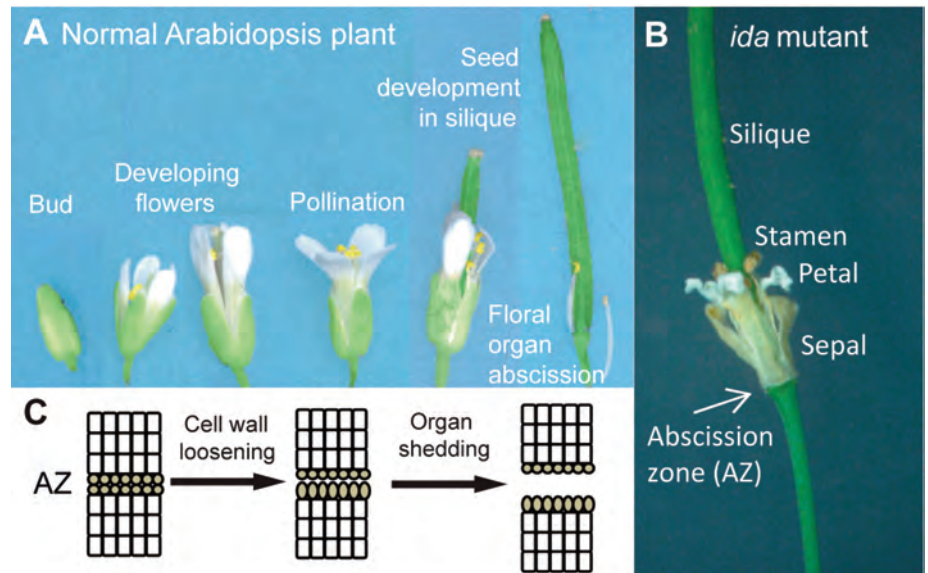 A Normal Arabidopsis plant
Bud
Developing
flowers
Pollination
Seed
development
in silique
Floral
organ
abscission
B ida mutant
Silique
Stamen
Petal
Sepal
Abscission
zone (AZ)
C
AZ
Cell wall
loosening
Organ
shedding